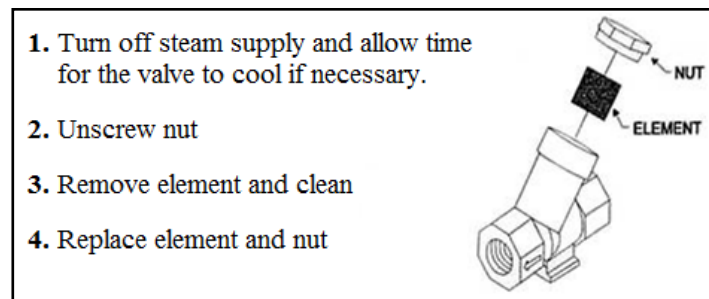 1. Turn off steam supply and allow time
for the valve to cool if necessary.
2. Unscrew nut
3. Remove element and clean
4. Replace element and nut
NUT
ELEMENT